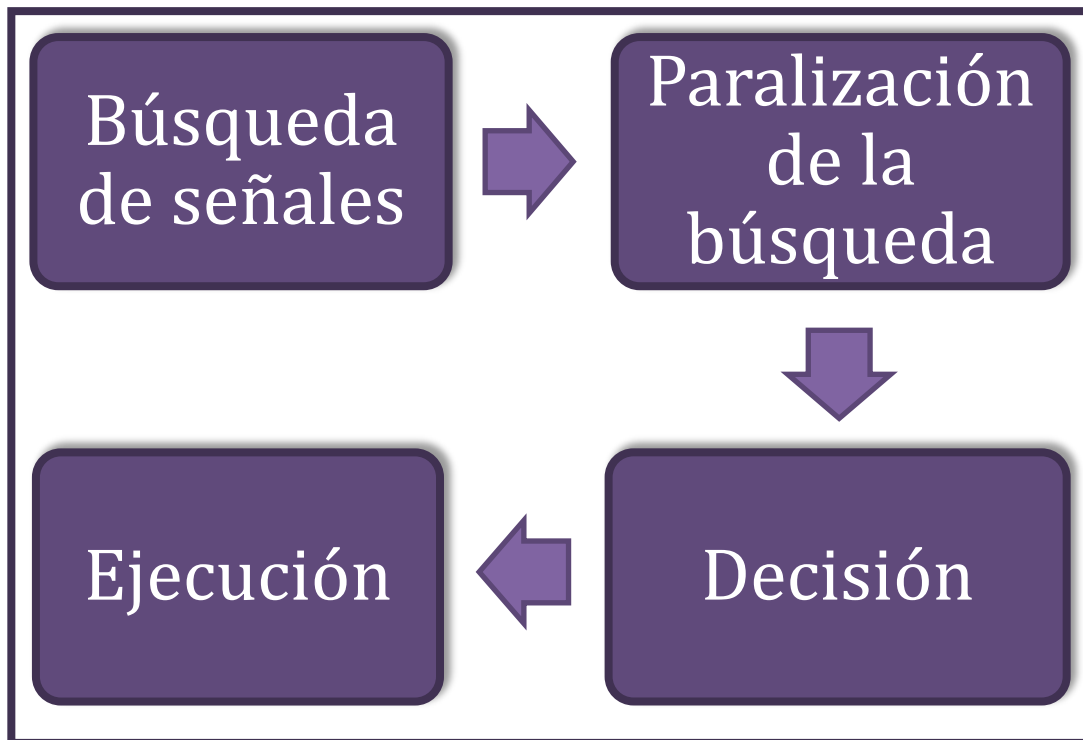 Búsqueda
de señales
Paralización
de la
búsqueda
Decisión
Ejecución